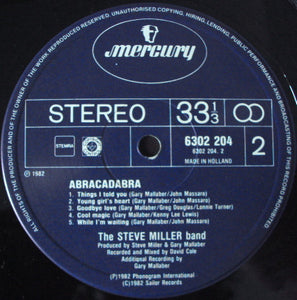 UNAUTHORISED COPYING, HIRING, LENDING, PUBLIC PERFORMANCE AND BROADCASTING OF THIS RECORD PROHIBITED.
ALL RIGHTS OF THE PRODUCER AND OF THE OWNER OF THE WORK REPRODUCED RESERVED.
mercury
STEREO
33 1/3
2
STEMRA
6302 204
6302 204. 2
MADE IN HOLLAND
℗ 1982
ABRACADABRA
1. Things I told you (Gary Mallaber/John Massaro)
2. Young girl's heart (Gary Mallaber/John Massaro)
3. Goodbye love (Gary Mallaber/Greg Douglas/Lonnie Turner)
4. Cool magic (Gary Mallaber/Kenny Lee Lewis)
5. While I'm waiting (Gary Mallaber/John Massaro)
The STEVE MILLER band
Produced by Steve Miller & Gary Mallaber
Recorded and Mixed by David Cole
Additional Recording by
Gary Mallaber
(P)1982 Phonogram International
(C)1982 Sailor Records